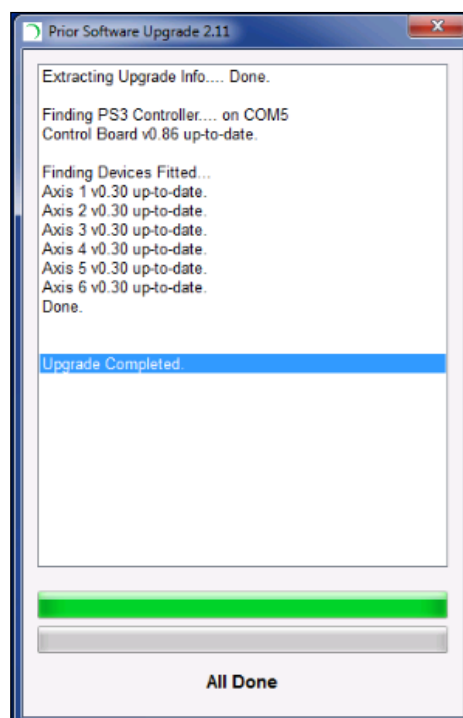 Prior Software Upgrade 2.11
Extracting Upgrade Info.... Done.
Finding PS3 Controller.... on COM5
Control Board v0.86 up-to-date.
Finding Devices Fitted...
Axis 1 v0.30 up-to-date.
Axis 2 v0.30 up-to-date.
Axis 3 v0.30 up-to-date.
Axis 4 v0.30 up-to-date.
Axis 5 v0.30 up-to-date.
Axis 6 v0.30 up-to-date.
Done.
Upgrade Completed.
All Done